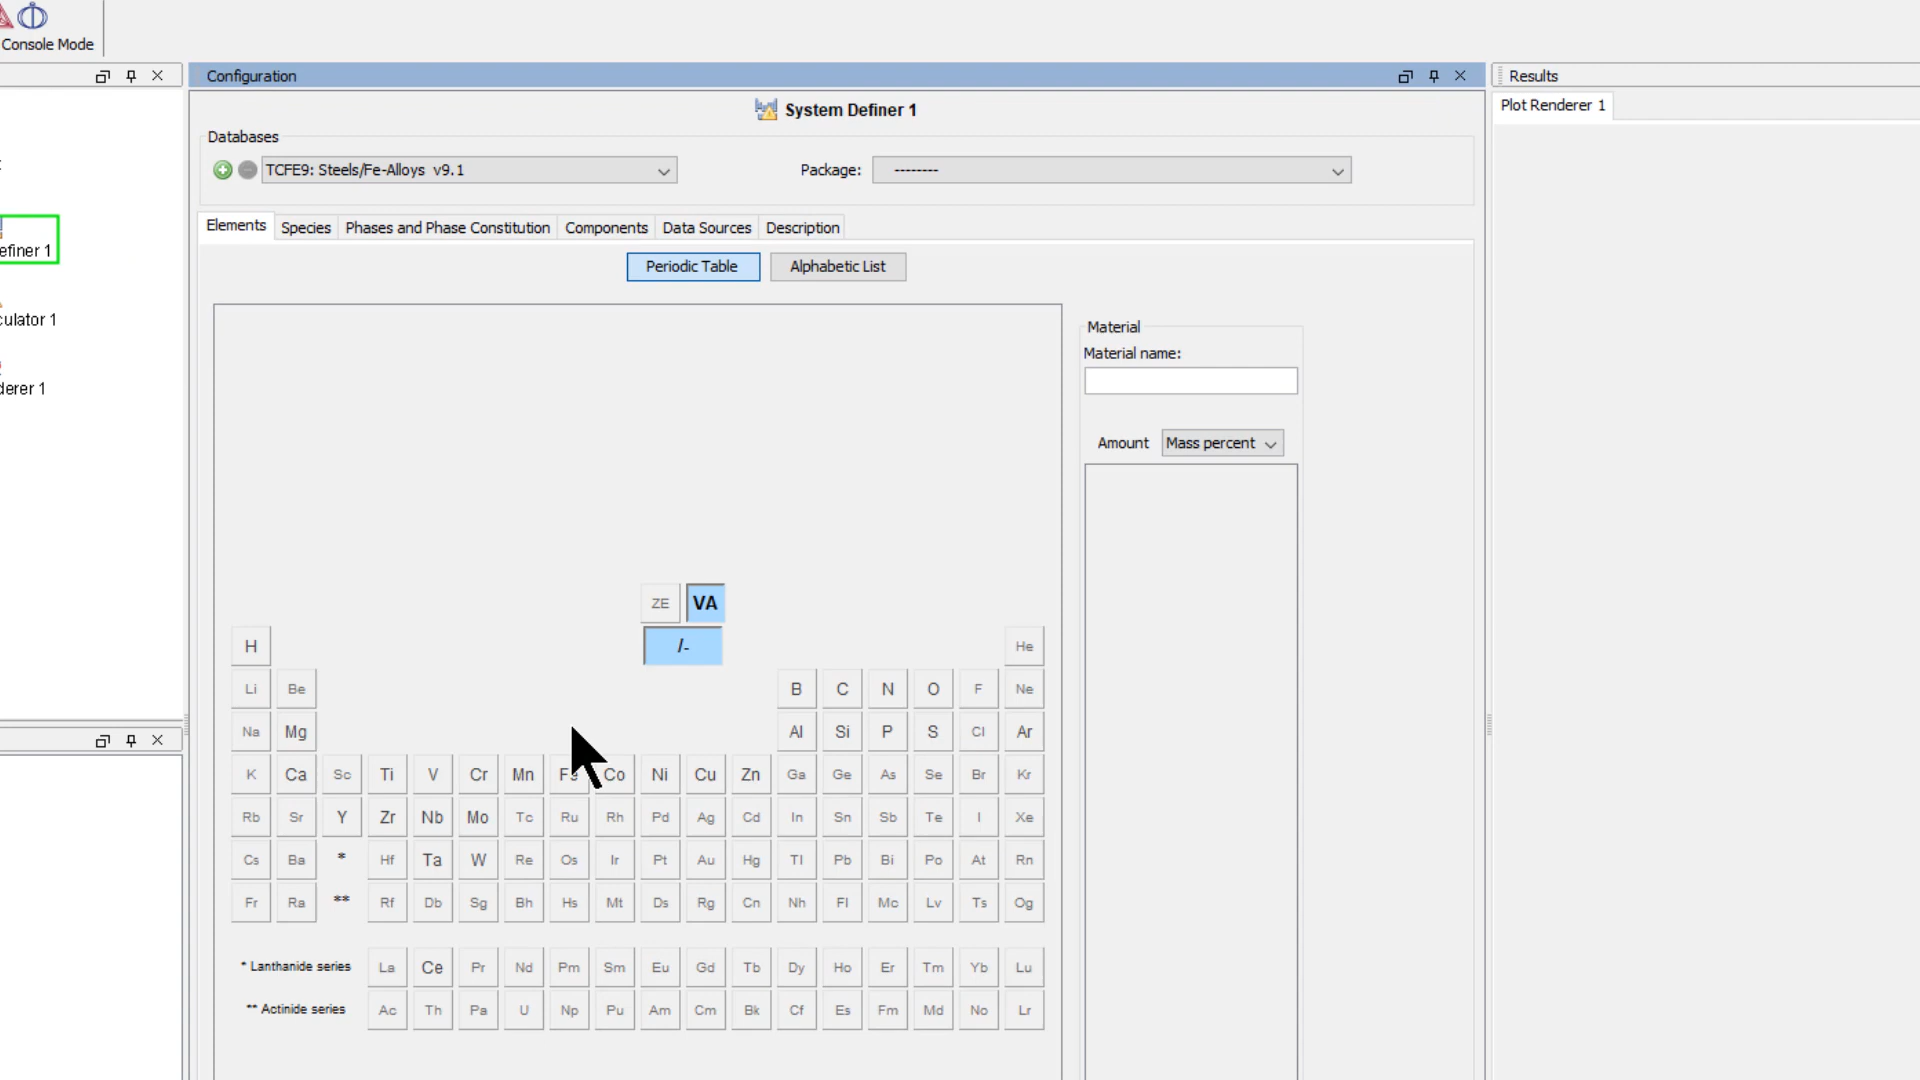 Console Mode
Configuration
Results
System Definer 1
Plot Renderer 1
Databases
TCFE9: Steels/Fe-Alloys v9.1
Package: --------
Elements Species Phases and Phase Constitution Components Data Sources Description
efiner 1
Periodic Table Alphabetic List
culator 1
derer 1
Material
Material name:
Amount Mass percent
ZE VA
H /- He
Li Be B C N O F Ne
Na Mg Al Si P S Cl Ar
K Ca Sc Ti V Cr Mn Fe Co Ni Cu Zn Ga Ge As Se Br Kr
Rb Sr Y Zr Nb Mo Tc Ru Rh Pd Ag Cd In Sn Sb Te I Xe
Cs Ba * Hf Ta W Re Os Ir Pt Au Hg Tl Pb Bi Po At Rn
Fr Ra ** Rf Db Sg Bh Hs Mt Ds Rg Cn Nh Fl Mc Lv Ts Og
* Lanthanide series La Ce Pr Nd Pm Sm Eu Gd Tb Dy Ho Er Tm Yb Lu
** Actinide series Ac Th Pa U Np Pu Am Cm Bk Cf Es Fm Md No Lr